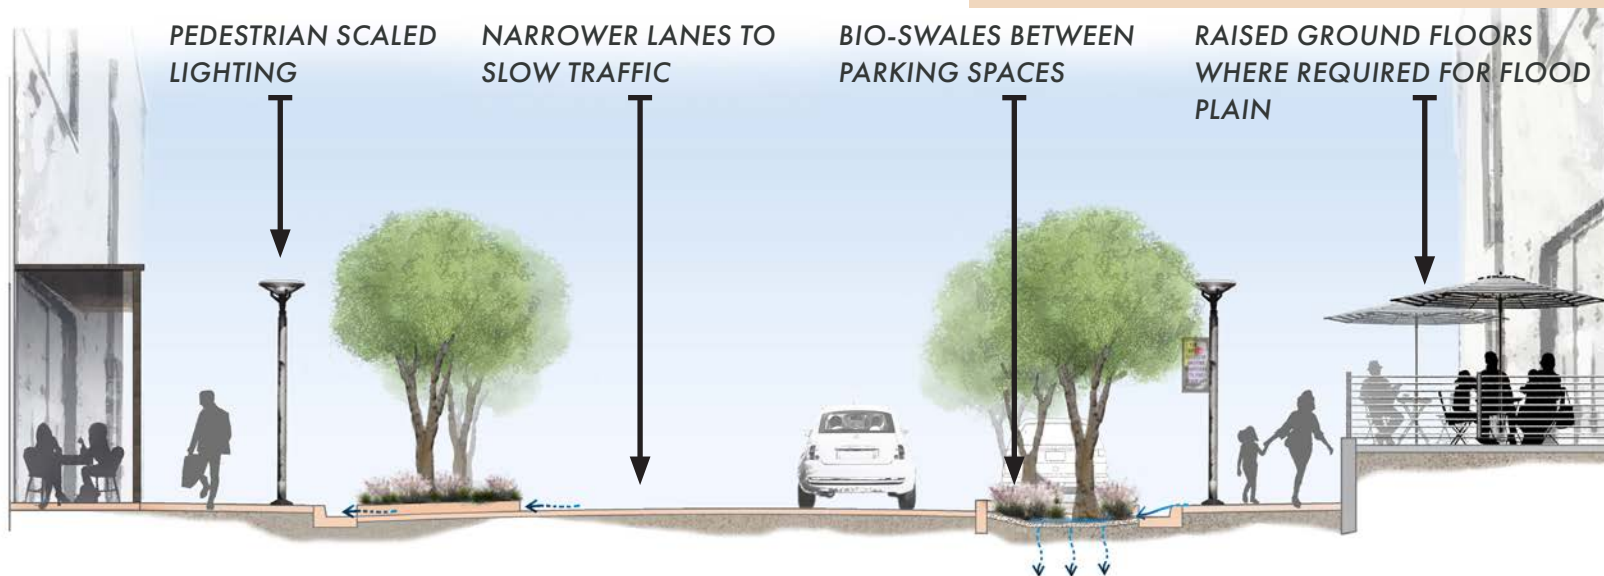 PEDESTRIAN SCALED
LIGHTING
NARROWER LANES TO
SLOW TRAFFIC
BIO-SWALES BETWEEN
PARKING SPACES
RAISED GROUND FLOORS
WHERE REQUIRED FOR FLOOD
PLAIN